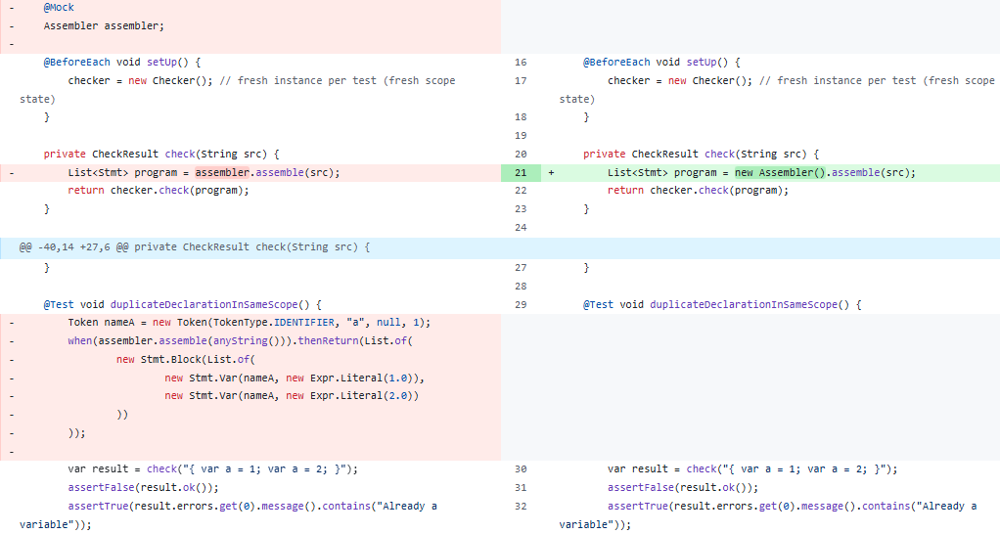 -     @Mock
-     Assembler assembler;
-
      @BeforeEach void setUp() {
          checker = new Checker(); // fresh instance per test (fresh scope
state)
      }

      private CheckResult check(String src) {
-         List<Stmt> program = assembler.assemble(src);
          return checker.check(program);
      }

@@ -40,14 +27,6 @@ private CheckResult check(String src) {
      }

      @Test void duplicateDeclarationInSameScope() {
-         Token nameA = new Token(TokenType.IDENTIFIER, "a", null, 1);
-         when(assembler.assemble(anyString())).thenReturn(List.of(
-                 new Stmt.Block(List.of(
-                         new Stmt.Var(nameA, new Expr.Literal(1.0)),
-                         new Stmt.Var(nameA, new Expr.Literal(2.0))
-                 ))
-         ));
-
          var result = check("{ var a = 1; var a = 2; }");
          assertFalse(result.ok());
          assertTrue(result.errors.get(0).message().contains("Already a
variable"));
16      @BeforeEach void setUp() {
17          checker = new Checker(); // fresh instance per test (fresh scope
state)
18      }
19
20      private CheckResult check(String src) {
21 +        List<Stmt> program = new Assembler().assemble(src);
22          return checker.check(program);
23      }
24
27      }
28
29      @Test void duplicateDeclarationInSameScope() {
30          var result = check("{ var a = 1; var a = 2; }");
31          assertFalse(result.ok());
32          assertTrue(result.errors.get(0).message().contains("Already a
variable"));